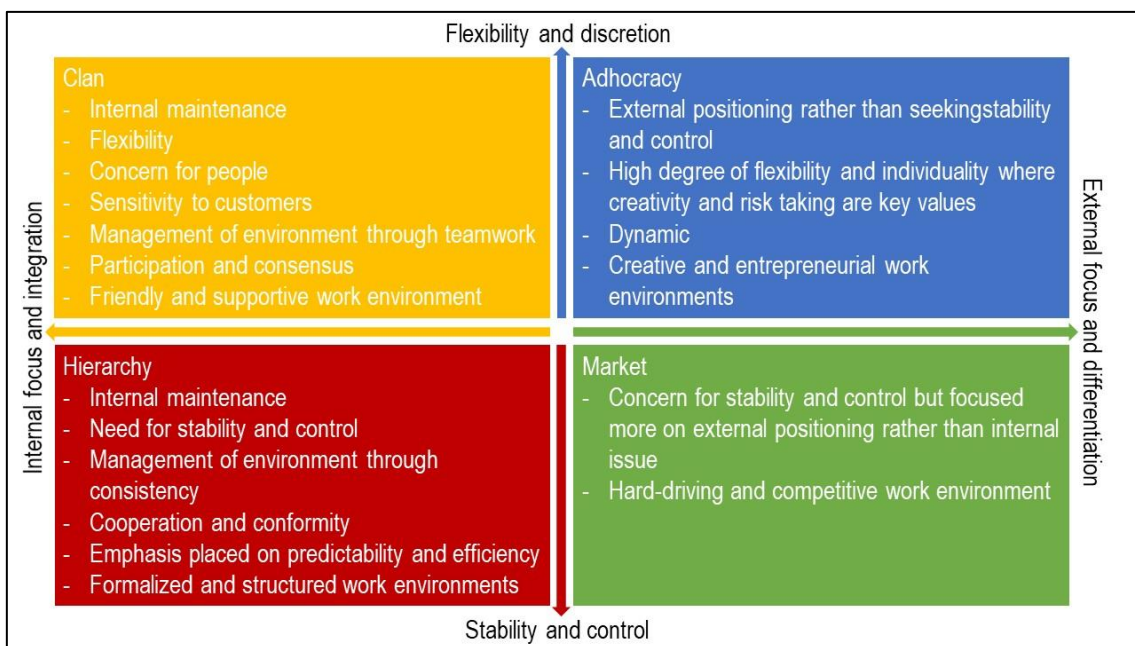 Flexibility and discretion
Internal focus and integration
Clan
- Internal maintenance
- Flexibility
- Concern for people
- Sensitivity to customers
- Management of environment through teamwork
- Participation and consensus
- Friendly and supportive work environment
Adhocracy
- External positioning rather than seekingstability
and control
- High degree of flexibility and individuality where
creativity and risk taking are key values
- Dynamic
- Creative and entrepreneurial work
environments
External focus and differentiation
Hierarchy
- Internal maintenance
- Need for stability and control
- Management of environment through
consistency
- Cooperation and conformity
- Emphasis placed on predictability and efficiency
- Formalized and structured work environments
Market
- Concern for stability and control but focused
more on external positioning rather than internal
issue
- Hard-driving and competitive work environment
Stability and control